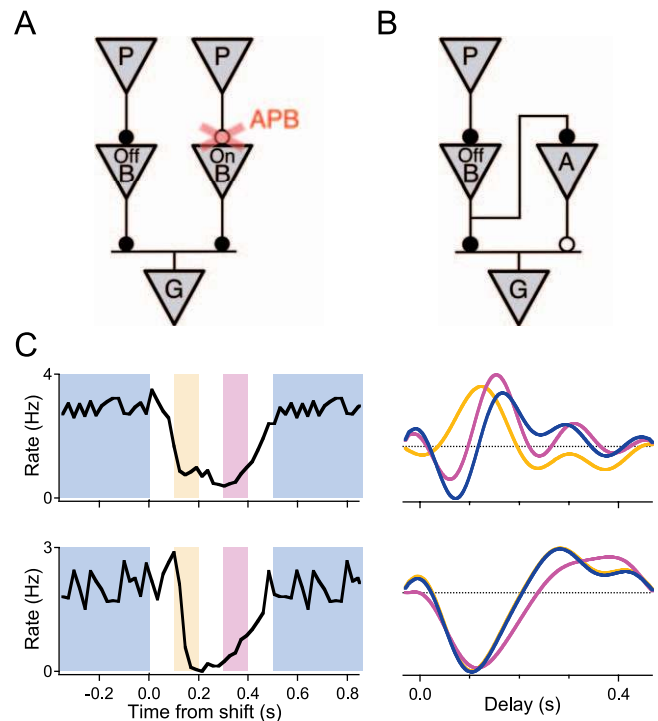 A
B
P
P
APB
Off
B
On
B
G
P
Off
B
A
G
C
4
Rate (Hz)
0
3
Rate (Hz)
0
-0.2 0.0 0.2 0.4 0.6 0.8
Time from shift (s)
0.0 0.4
Delay (s)